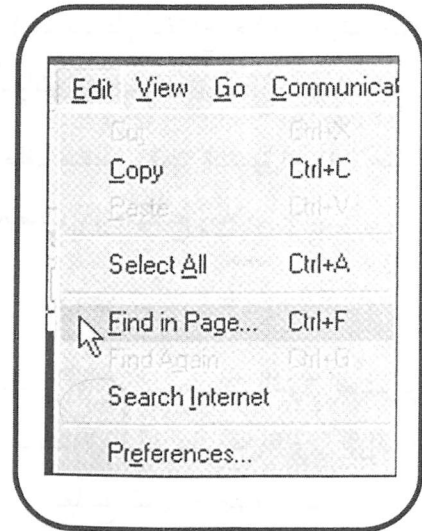 Edit View Go Communicat
Cut Ctrl+X
Copy Ctrl+C
Paste Ctrl+V
Select All Ctrl+A
Find in Page... Ctrl+F
Find Again Ctrl+G
Search Internet
Preferences...